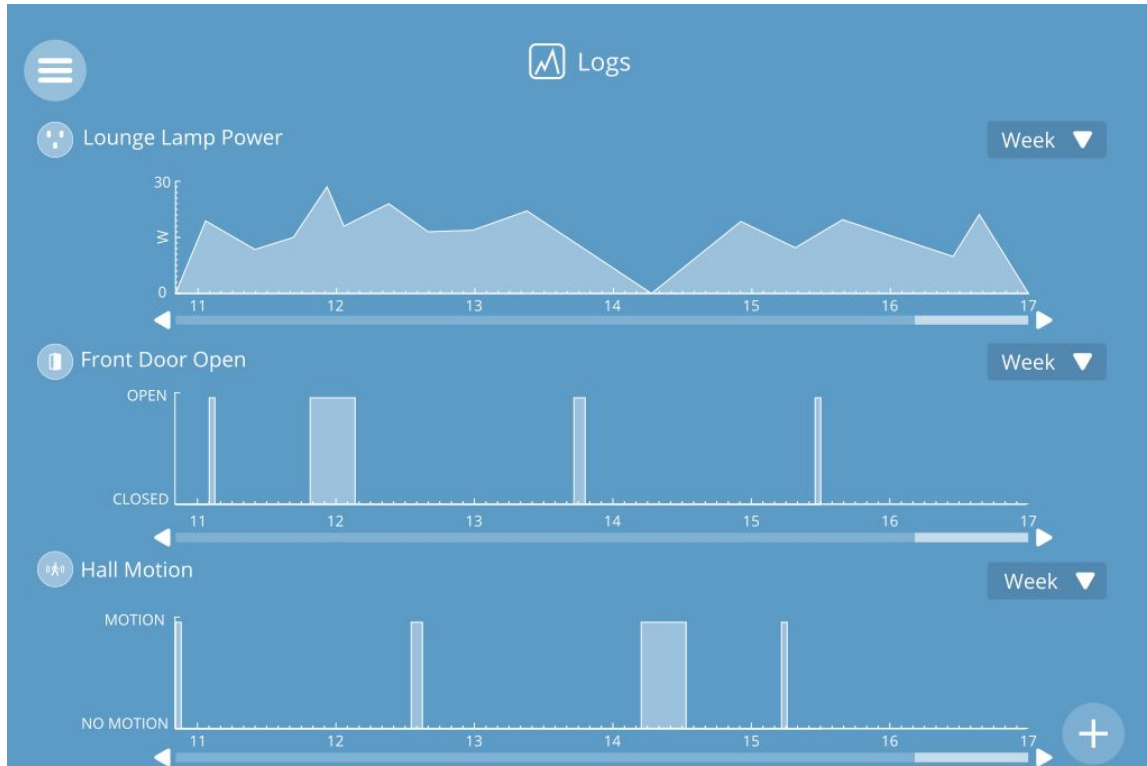 Logs
Lounge Lamp Power
Week
30
W
0
11 12 13 14 15 16 17
Front Door Open
Week
OPEN
CLOSED
11 12 13 14 15 16 17
Hall Motion
Week
MOTION
NO MOTION
11 12 13 14 15 16 17